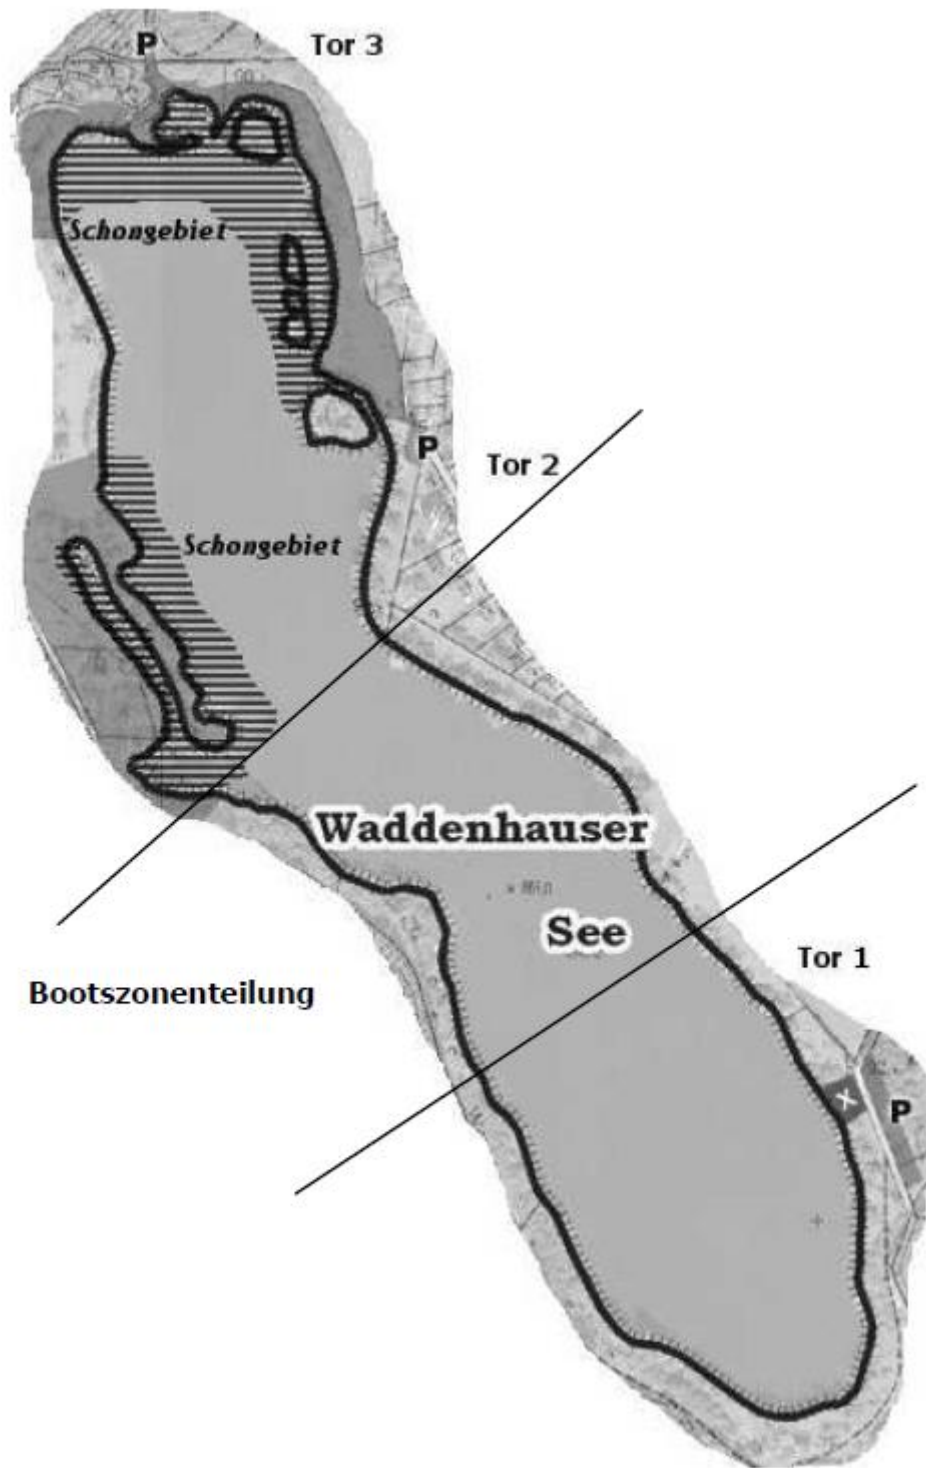 P
Tor 3
Schongebiet
P
Tor 2
Schongebiet
Waddenhauser
See
Tor 1
Bootszonenteilung
X
P